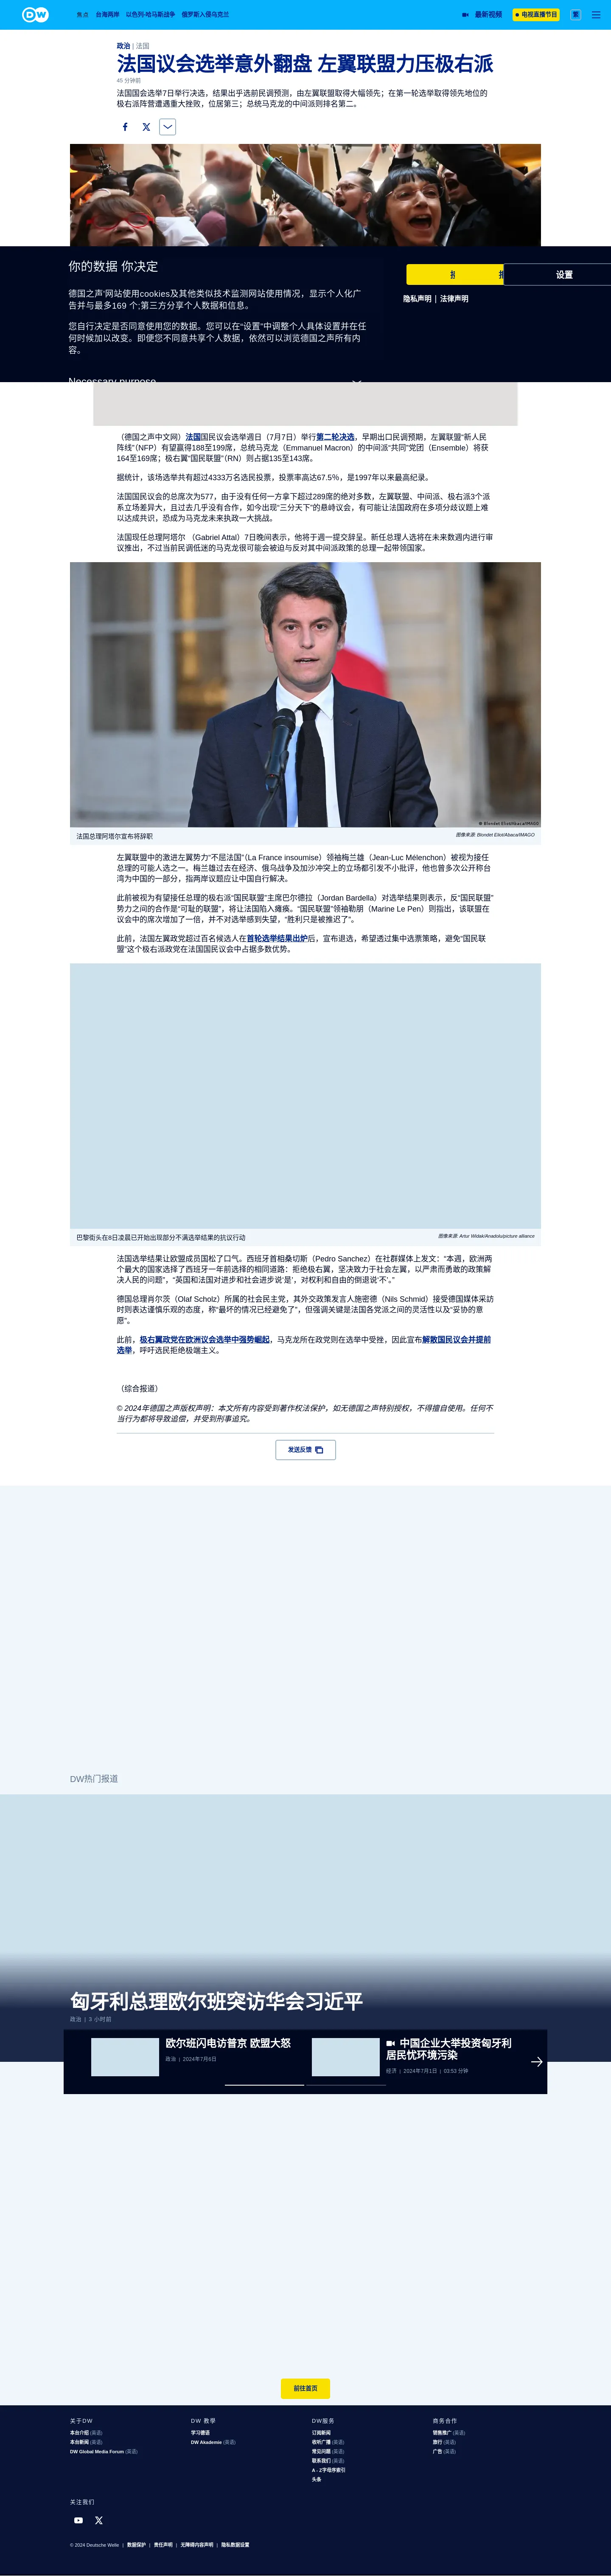 DW
焦点 台海两岸 以色列-哈马斯战争 俄罗斯入侵乌克兰 最新视频 电视直播节目 繁
政治 | 法国
法国议会选举意外翻盘 左翼联盟力压极右派
45 分钟前
法国国会选举7日举行决选，结果出乎选前民调预测，由左翼联盟取得大幅领先；在第一轮选举取得领先地位的
极右派阵营遭遇重大挫败，位居第三；总统马克龙的中间派则排名第二。
你的数据 你决定
设置
隐私声明 | 法律声明
德国之声'网站使用cookies及其他类似技术监测网站使用情况，显示个人化广
告并与最多169 个;第三方分享个人数据和信息。
您自行决定是否同意使用您的数据。您可以在"设置"中调整个人具体设置并在任
何时候加以改变。即便您不同意共享个人数据，依然可以浏览德国之声所有内
容。
Necessary purpose
（德国之声中文网）法国国民议会选举週日（7月7日）举行第二轮决选，早期出口民调预期，左翼联盟"新人民
阵线"（NFP）有望赢得188至199席，总统马克龙（Emmanuel Macron）的中间派"共同"党团（Ensemble）将获
164至169席；极右翼"国民联盟"（RN）则占据135至143席。
据统计，该场选举共有超过4333万名选民投票，投票率高达67.5%，是1997年以来最高纪录。
法国国民议会的总席次为577，由于没有任何一方拿下超过289席的绝对多数，左翼联盟、中间派、极右派3个派
系立场差异大，且过去几乎没有合作，如今出现"三分天下"的悬峙议会，有可能让法国政府在多项分歧议题上难
以达成共识，恐成为马克龙未来执政一大挑战。
法国现任总理阿塔尔 （Gabriel Attal）7日晚间表示，他将于週一提交辞呈。新任总理人选将在未来数週内进行审
议推出，不过当前民调低迷的马克龙很可能会被迫与反对其中间派政策的总理一起带领国家。
© Blondet Eliot/Abaca/IMAGO
法国总理阿塔尔宣布将辞职
图像来源: Blondet Eliot/Abaca/IMAGO
左翼联盟中的激进左翼势力"不屈法国"（La France insoumise）领袖梅兰雄（Jean-Luc Mélenchon）被视为接任
总理的可能人选之一。梅兰雄过去在经济、俄乌战争及加沙冲突上的立场都引发不小批评，他也曾多次公开称台
湾为中国的一部分，指两岸议题应让中国自行解决。
此前被视为有望接任总理的极右派"国民联盟"主席巴尔德拉（Jordan Bardella）对选举结果则表示，反"国民联盟"
势力之间的合作是"可耻的联盟"，将让法国陷入瘫痪。"国民联盟"领袖勒朋（Marine Le Pen）则指出，该联盟在
议会中的席次增加了一倍，并不对选举感到失望，"胜利只是被推迟了"。
此前，法国左翼政党超过百名候选人在首轮选举结果出炉后，宣布退选，希望透过集中选票策略，避免"国民联
盟"这个极右派政党在法国国民议会中占据多数优势。
巴黎街头在8日凌晨已开始出现部分不满选举结果的抗议行动
图像来源: Artur Widak/Anadolu/picture alliance
法国选举结果让欧盟成员国松了口气。西班牙首相桑切斯（Pedro Sanchez）在社群媒体上发文："本週，欧洲两
个最大的国家选择了西班牙一年前选择的相同道路：拒绝极右翼，坚决致力于社会左翼，以严肃而勇敢的政策解
决人民的问题"，"英国和法国对进步和社会进步说'是'，对权利和自由的倒退说'不'。"
德国总理肖尔茨（Olaf Scholz）所属的社会民主党，其外交政策发言人施密德（Nils Schmid）接受德国媒体采访
时则表达谨慎乐观的态度，称"最坏的情况已经避免了"，但强调关键是法国各党派之间的灵活性以及"妥协的意
愿"。
此前，极右翼政党在欧洲议会选举中强势崛起，马克龙所在政党则在选举中受挫，因此宣布解散国民议会并提前
选举，呼吁选民拒绝极端主义。
（综合报道）
© 2024年德国之声版权声明：本文所有内容受到著作权法保护，如无德国之声特别授权，不得擅自使用。任何不
当行为都将导致追偿，并受到刑事追究。
发送反馈
DW热门报道
匈牙利总理欧尔班突访华会习近平
政治 | 3 小时前
欧尔班闪电访普京 欧盟大怒
政治 | 2024年7月6日
中国企业大举投资匈牙利
居民忧环境污染
经济 | 2024年7月1日 | 03:53 分钟
前往首页
关于DW
本台介绍 (英语)
本台新闻 (英语)
DW Global Media Forum (英语)
DW 教學
学习德语
DW Akademie (英语)
DW服务
订阅新闻
收听广播 (英语)
常见问题 (英语)
联系我们 (英语)
A - Z字母序索引
头条
商务合作
销售推广 (英语)
旅行 (英语)
广告 (英语)
关注我们
© 2024 Deutsche Welle | 数据保护 | 责任声明 | 无障碍内容声明 | 隐私数据设置